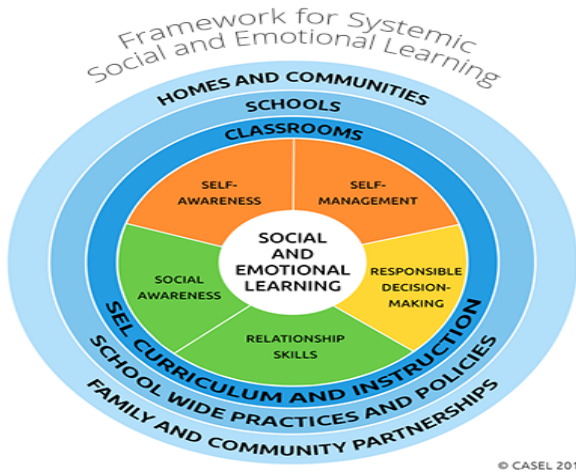 Framework for Systemic
Social and Emotional Learning
HOMES AND COMMUNITIES
SCHOOLS
CLASSROOMS
SELF-
AWARENESS
SELF-
MANAGEMENT
SOCIAL
AND
EMOTIONAL
LEARNING
SOCIAL
AWARENESS
RESPONSIBLE
DECISION-
MAKING
RELATIONSHIP
SKILLS
SEL CURRICULUM AND INSTRUCTION
SCHOOL WIDE PRACTICES AND POLICIES
FAMILY AND COMMUNITY PARTNERSHIPS
© CASEL 201